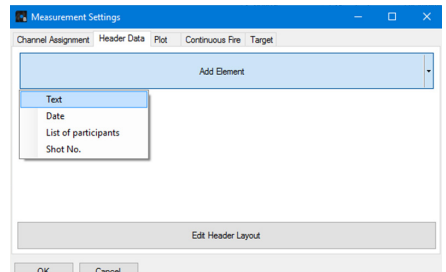 Measurement Settings
Channel Assignment Header Data Plot Continuous Fire Target
Add Element
Text
Date
List of participants
Shot No.
Edit Header Layout
OK Cancel